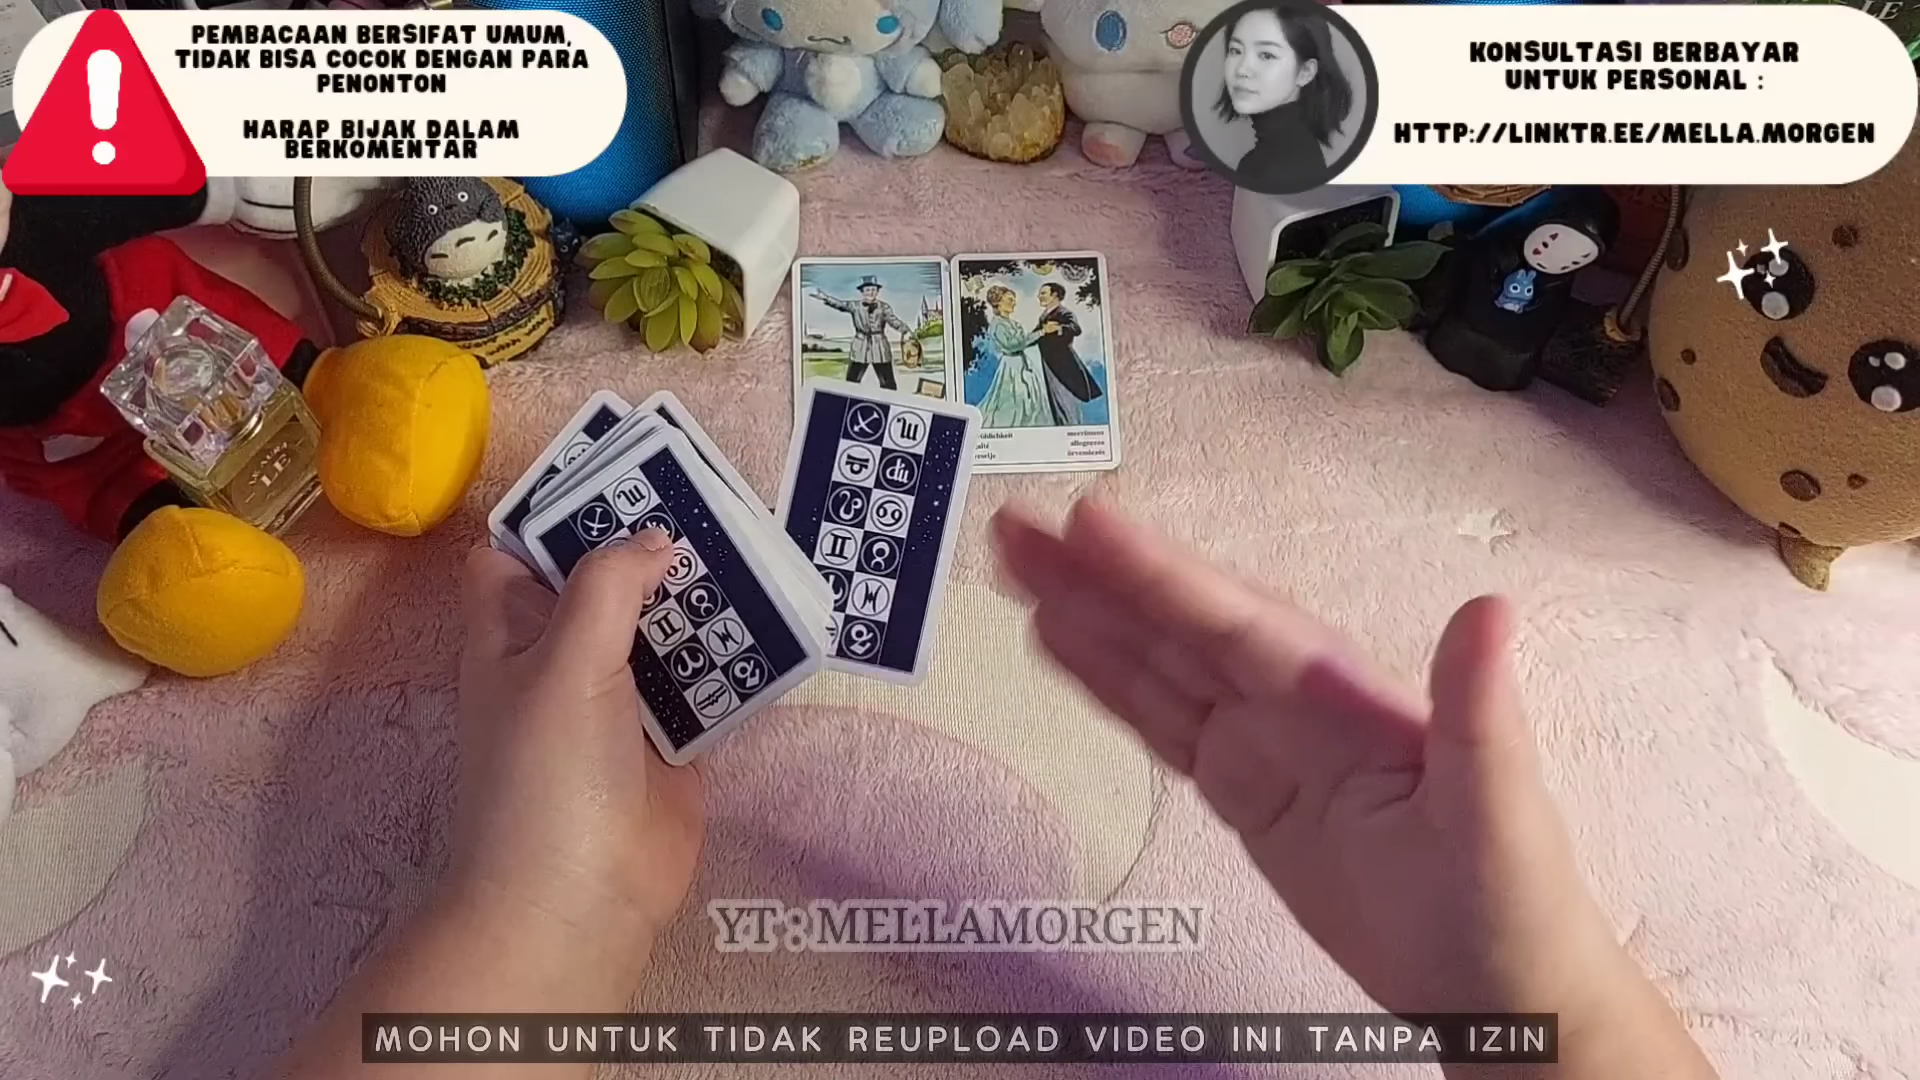 PEMBACAAN BERSIFAT UMUM,
TIDAK BISA COCOK DENGAN PARA
PENONTON
HARAP BIJAK DALAM
BERKOMENTAR
KONSULTASI BERBAYAR
UNTUK PERSONAL :
HTTP://LINKTR.EE/MELLA.MORGEN
LE
YT : MELLAMORGEN
MOHON UNTUK TIDAK REUPLOAD VIDEO INI TANPA IZIN